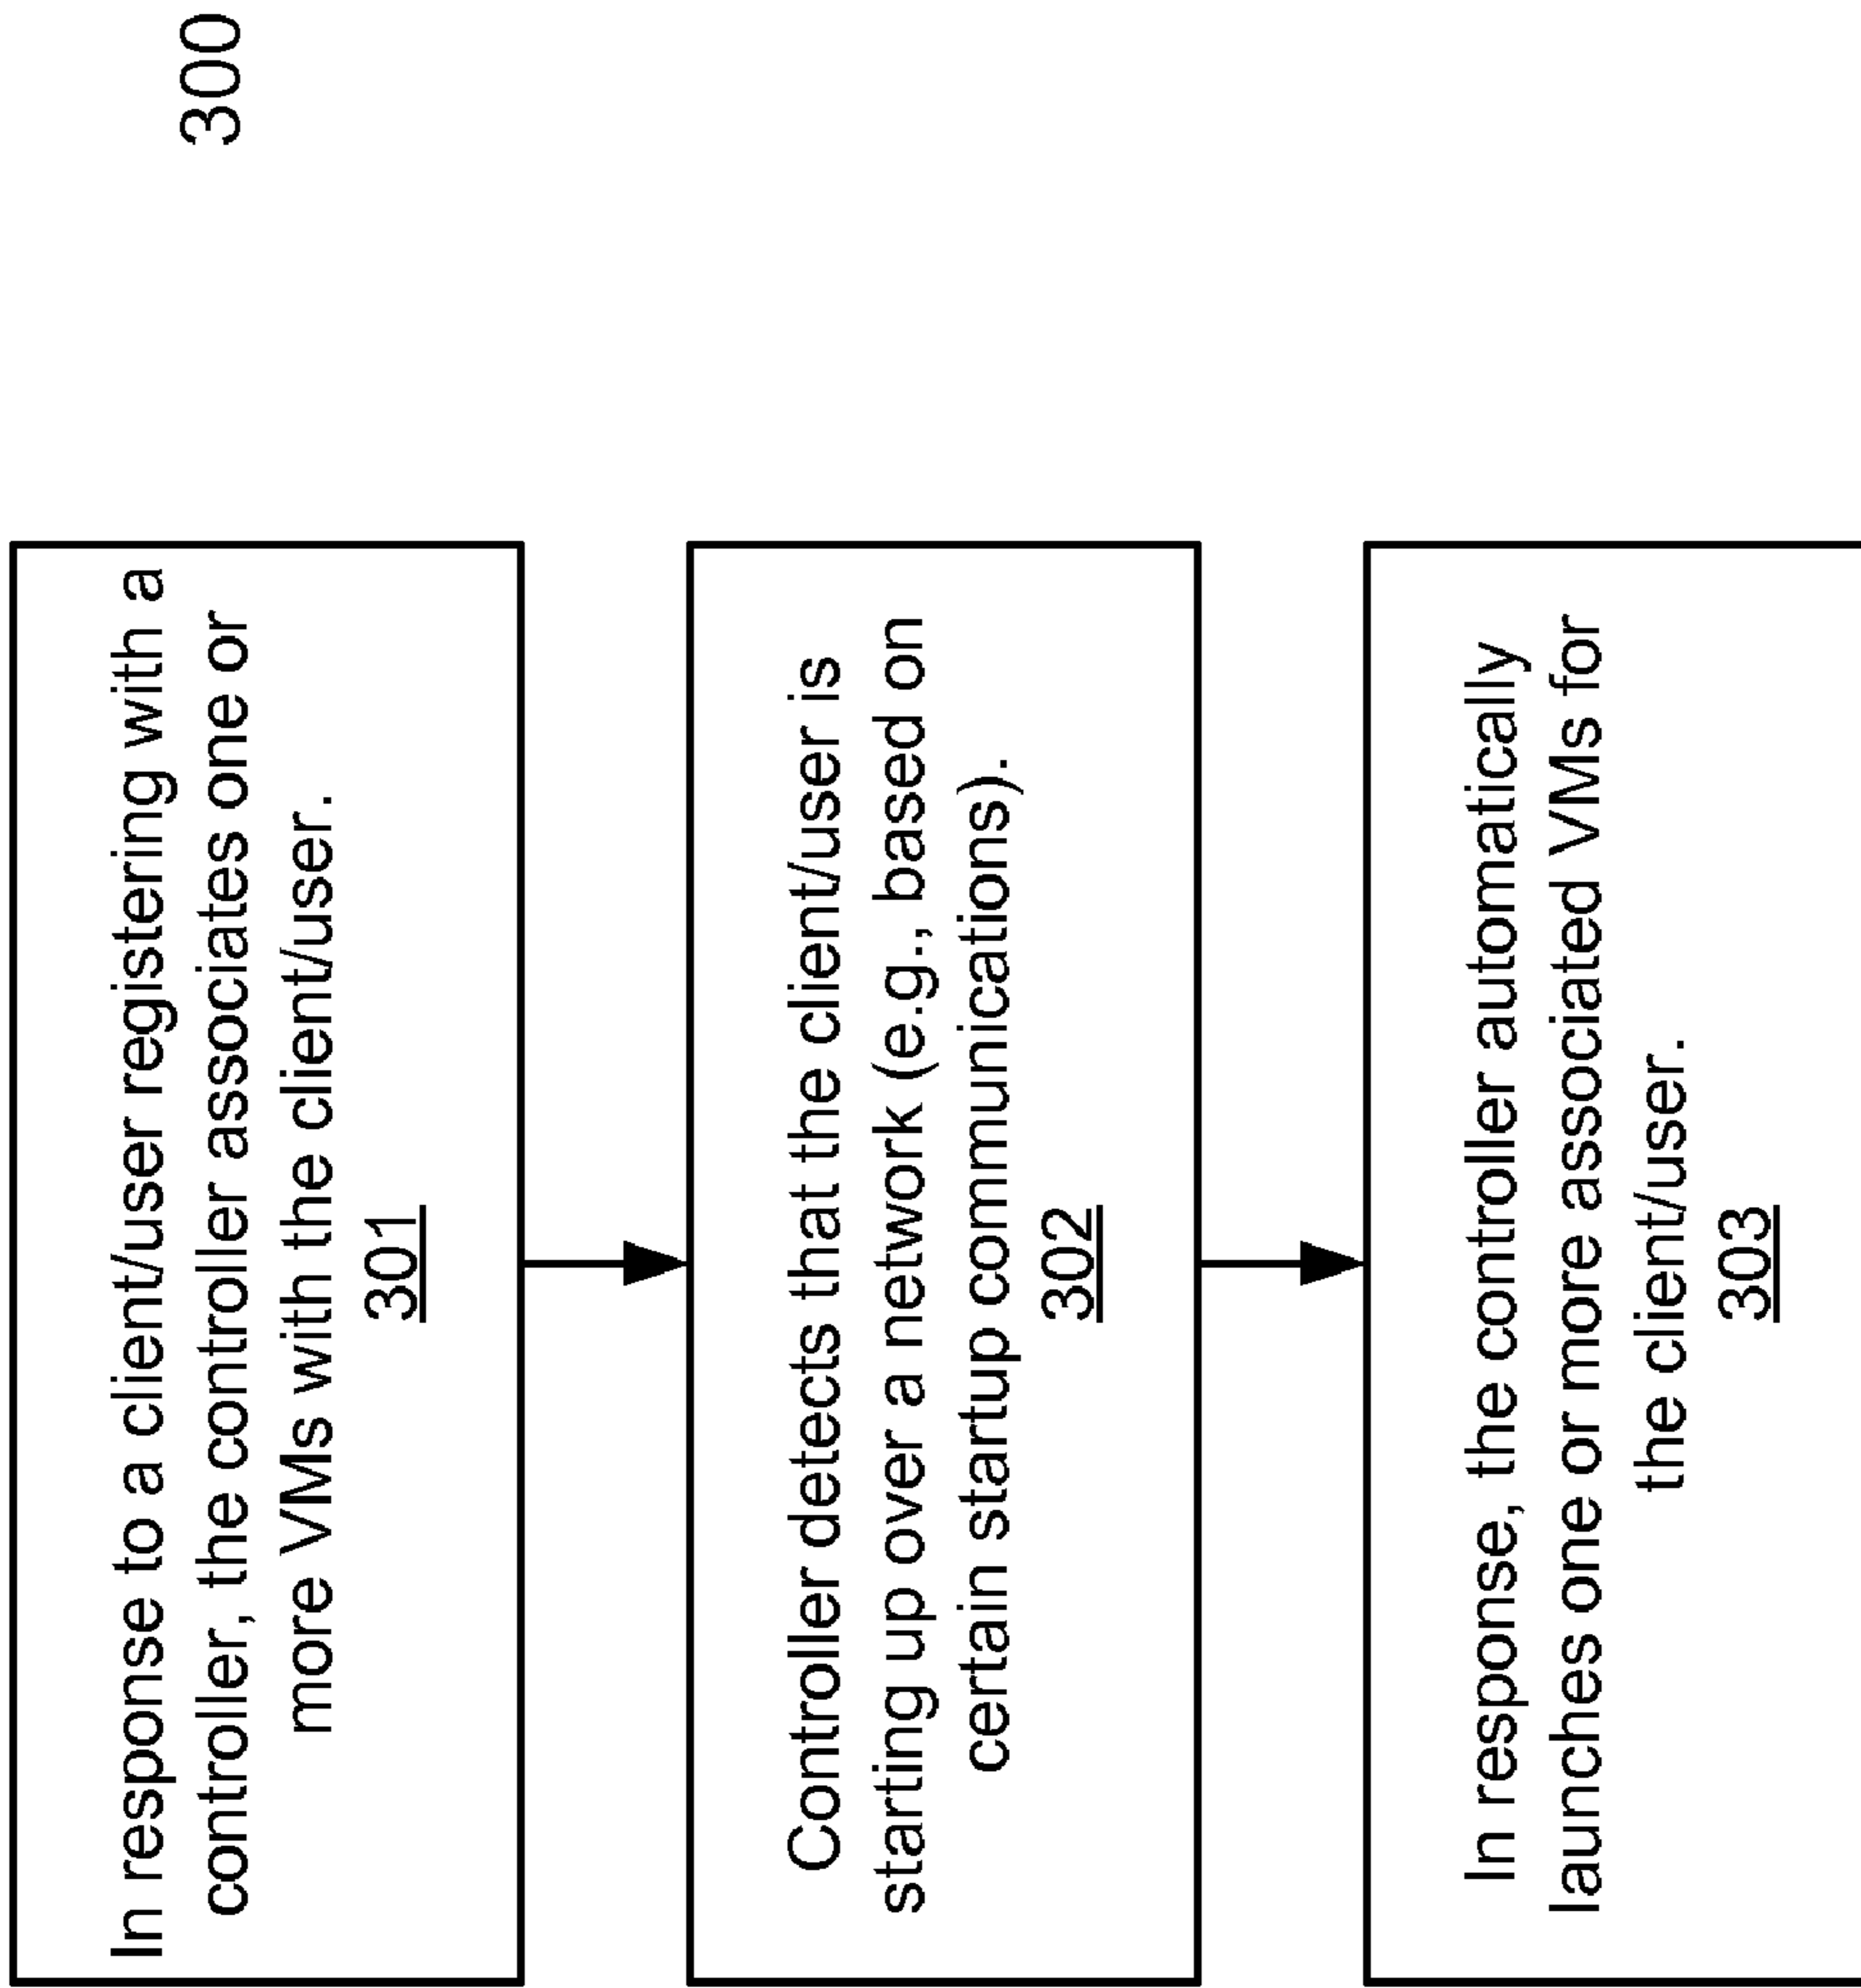 300
In response to a client/user registering with a
controller, the controller associates one or
more VMs with the client/user.
301
Controller detects that the client/user is
starting up over a network (e.g., based on
certain startup communications).
302
In response, the controller automatically
launches one or more associated VMs for
the client/user.
303